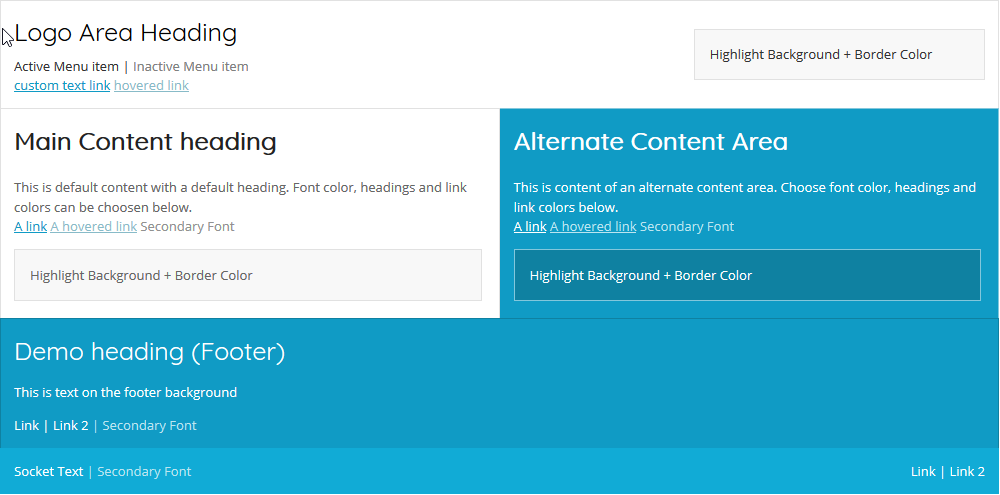 Logo Area Heading
Active Menu item | Inactive Menu item
custom text link hovered link
Highlight Background + Border Color
Main Content heading
This is default content with a default heading. Font color, headings and link
colors can be choosen below.
A link A hovered link Secondary Font
Highlight Background + Border Color
Alternate Content Area
This is content of an alternate content area. Choose font color, headings and
link colors below.
A link A hovered link Secondary Font
Highlight Background + Border Color
Demo heading (Footer)
This is text on the footer background
Link | Link 2 | Secondary Font
Socket Text | Secondary Font
Link | Link 2